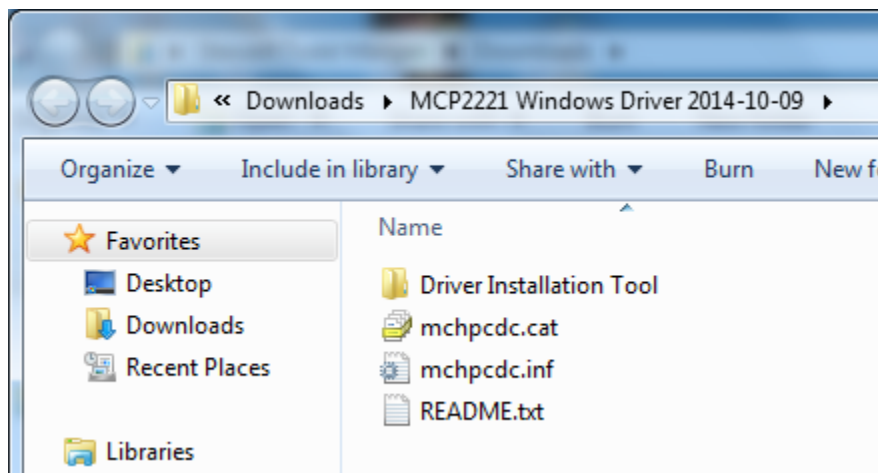 « Downloads ▸ MCP2221 Windows Driver 2014-10-09 ▸
Organize ▾ Include in library ▾ Share with ▾ Burn New f
Favorites
Desktop
Downloads
Recent Places
Libraries
Name
Driver Installation Tool
mchpcdc.cat
mchpcdc.inf
README.txt